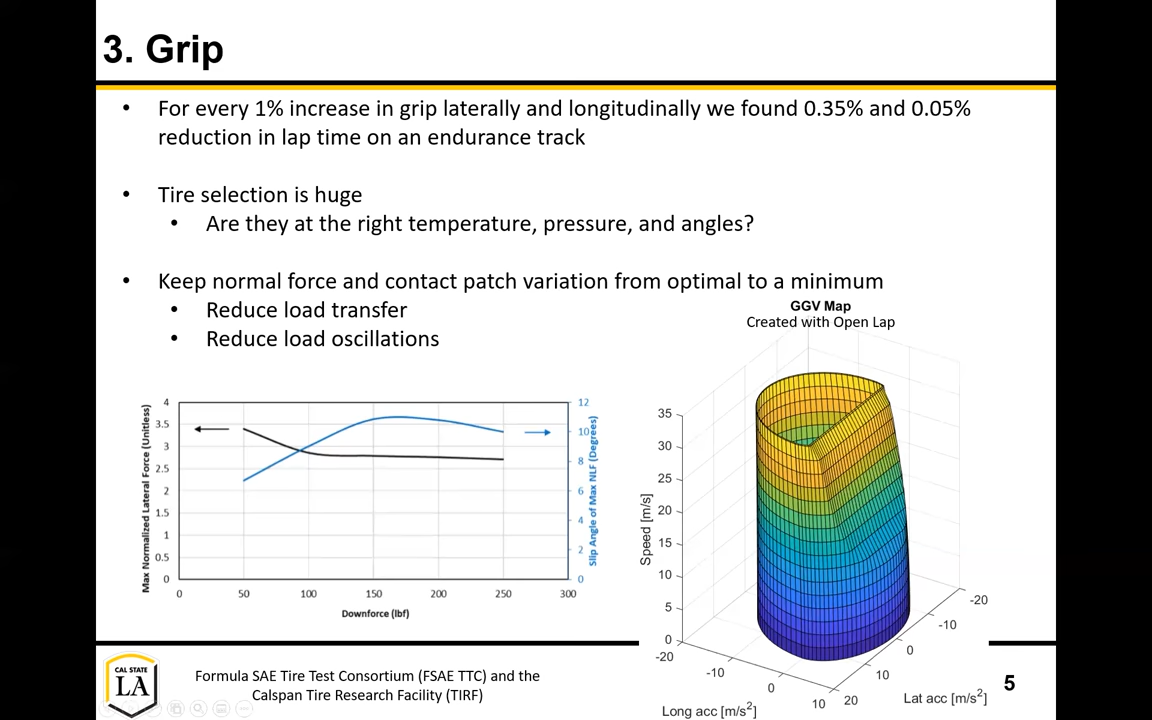 3. Grip
• For every 1% increase in grip laterally and longitudinally we found 0.35% and 0.05%
reduction in lap time on an endurance track
• Tire selection is huge
• Are they at the right temperature, pressure, and angles?
• Keep normal force and contact patch variation from optimal to a minimum
• Reduce load transfer
• Reduce load oscillations
GGV Map
Created with Open Lap
Max Normalized Lateral Force (Unitless)
4
3.5
3
2.5
2
1.5
1
0.5
0
0 50 100 150 200 250 300
Downforce (lbf)
12
10
8
6
4
2
0
Slip Angle of Max NLF (Degrees)
Speed [m/s]
35
30
25
20
15
10
5
0
-20
-10
0
10
Long acc [m/s²]
20
10
0
-10
-20
Lat acc [m/s²]
CAL STATE
LA
Formula SAE Tire Test Consortium (FSAE TTC) and the
Calspan Tire Research Facility (TIRF)
5